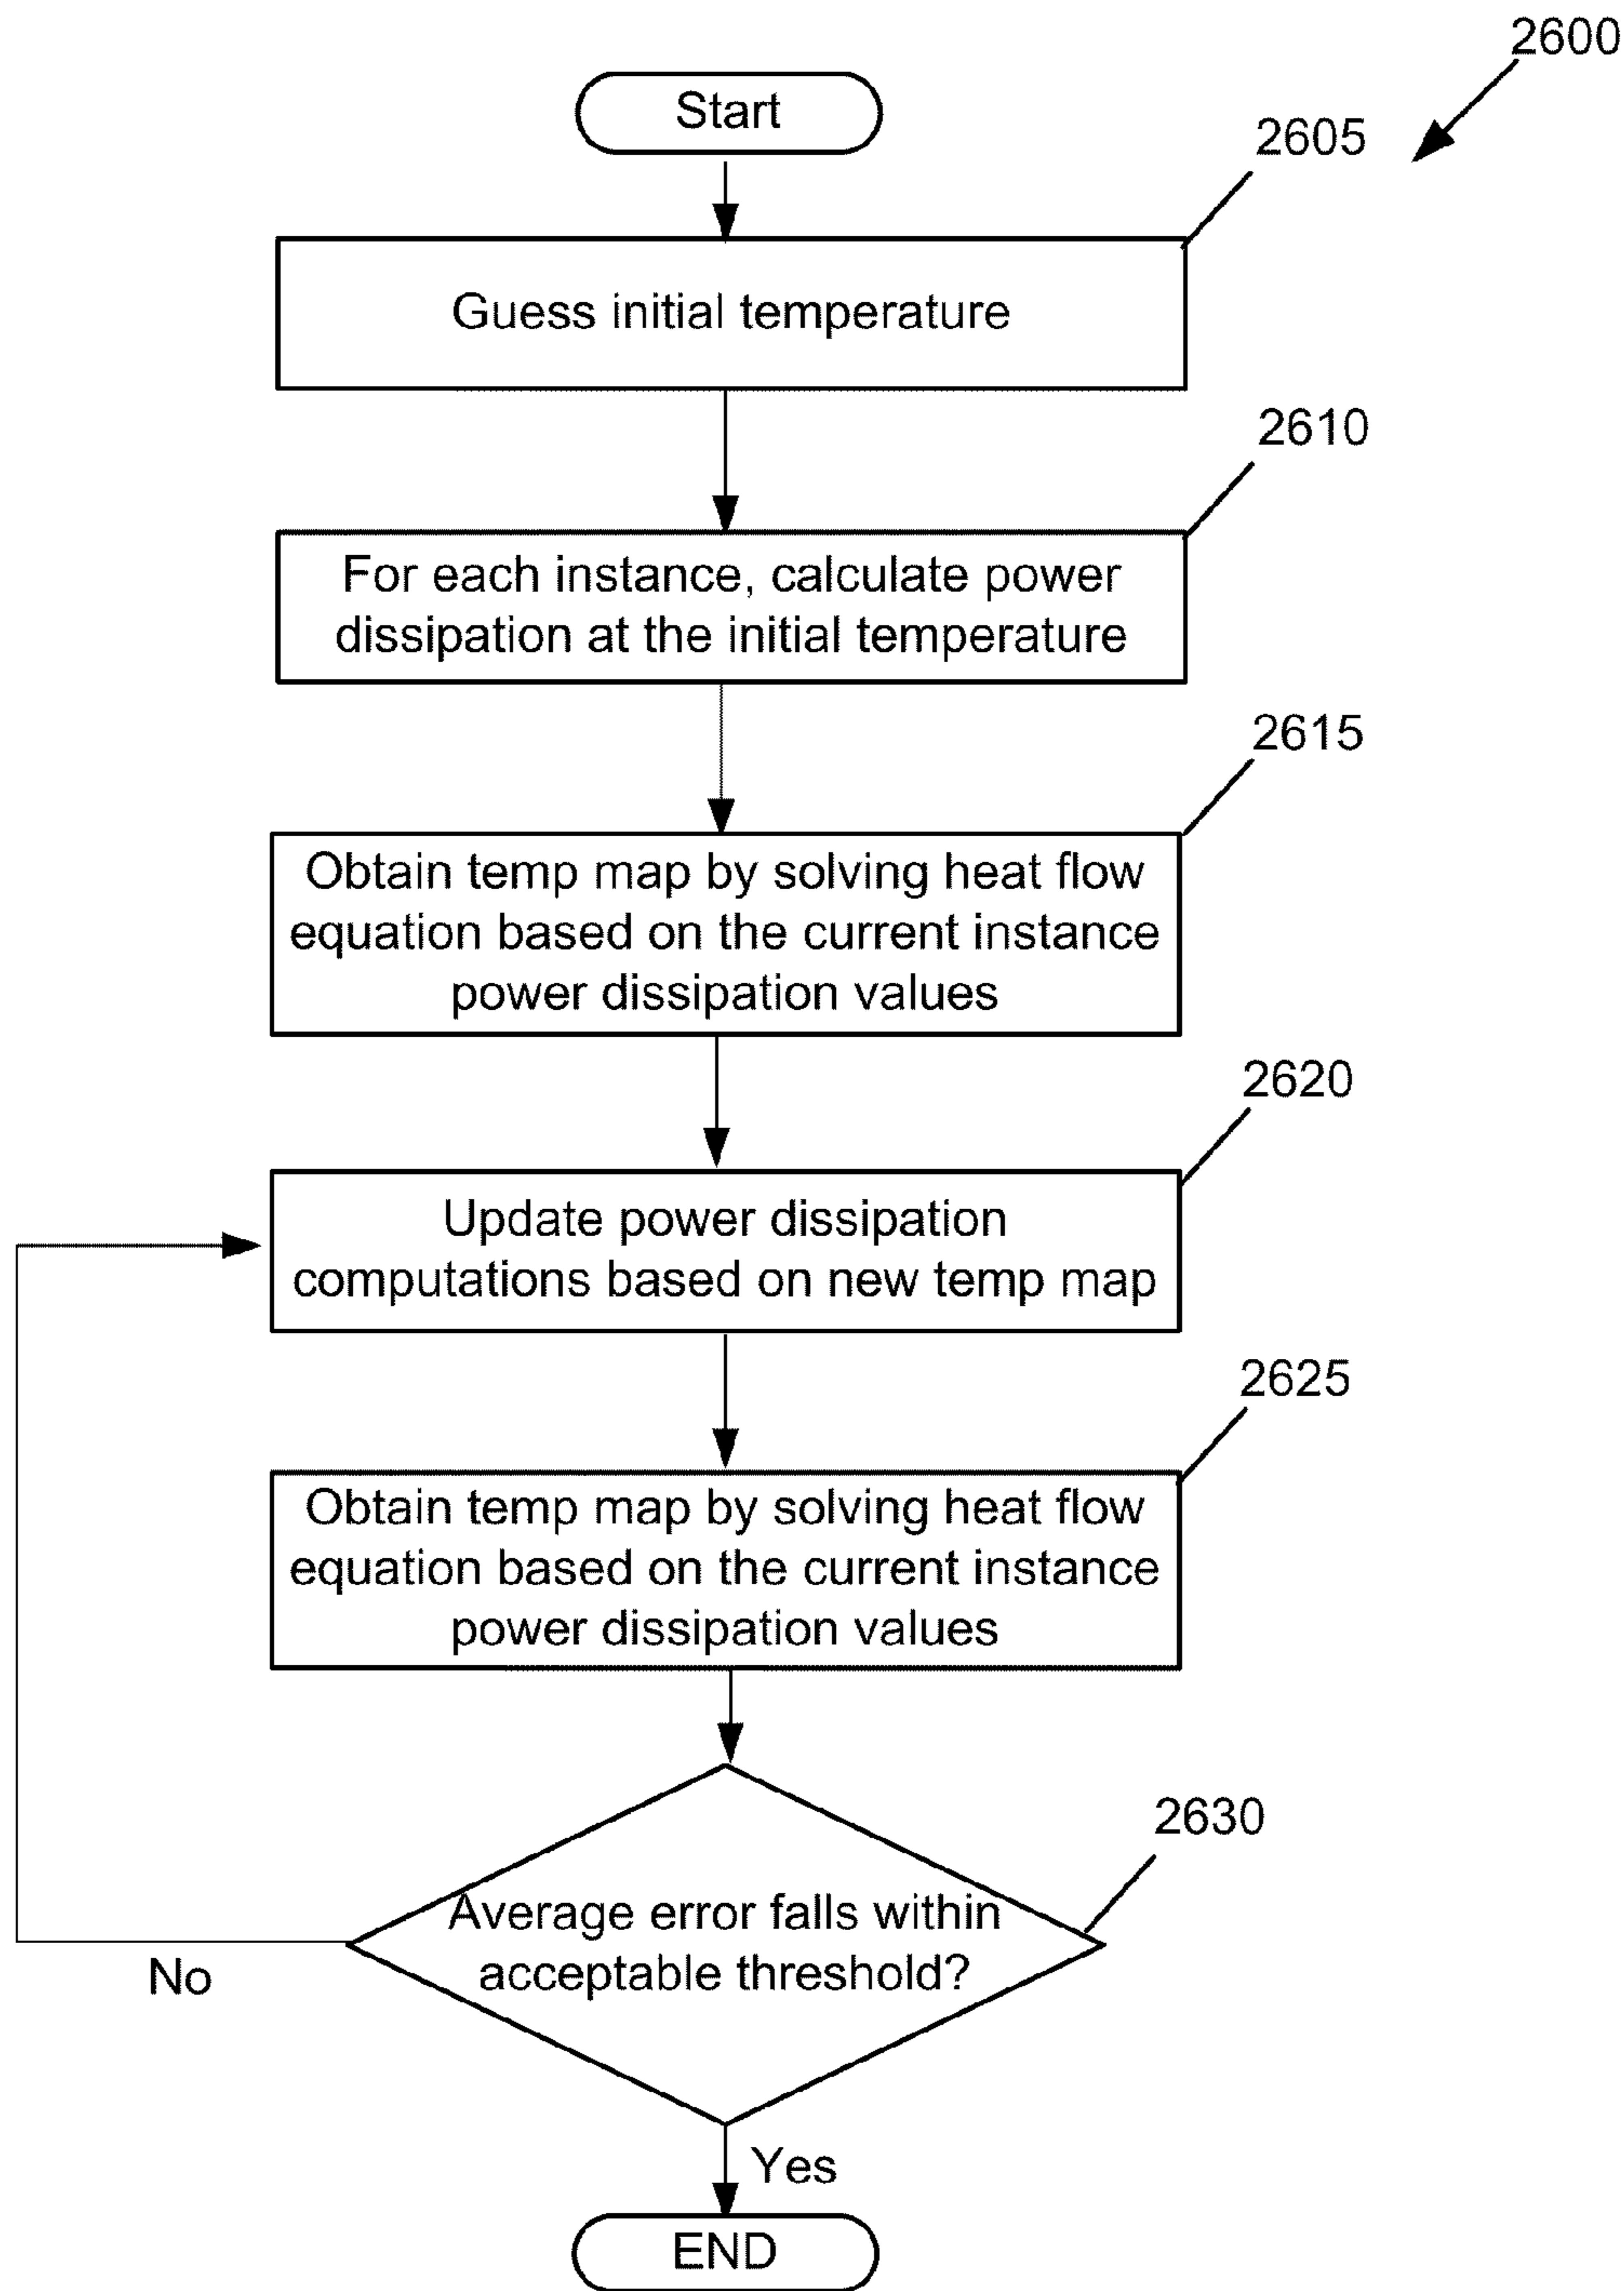 2600
Start
2605
Guess initial temperature
2610
For each instance, calculate power
dissipation at the initial temperature
2615
Obtain temp map by solving heat flow
equation based on the current instance
power dissipation values
2620
Update power dissipation
computations based on new temp map
2625
Obtain temp map by solving heat flow
equation based on the current instance
power dissipation values
2630
Average error falls within
acceptable threshold?
No
Yes
END